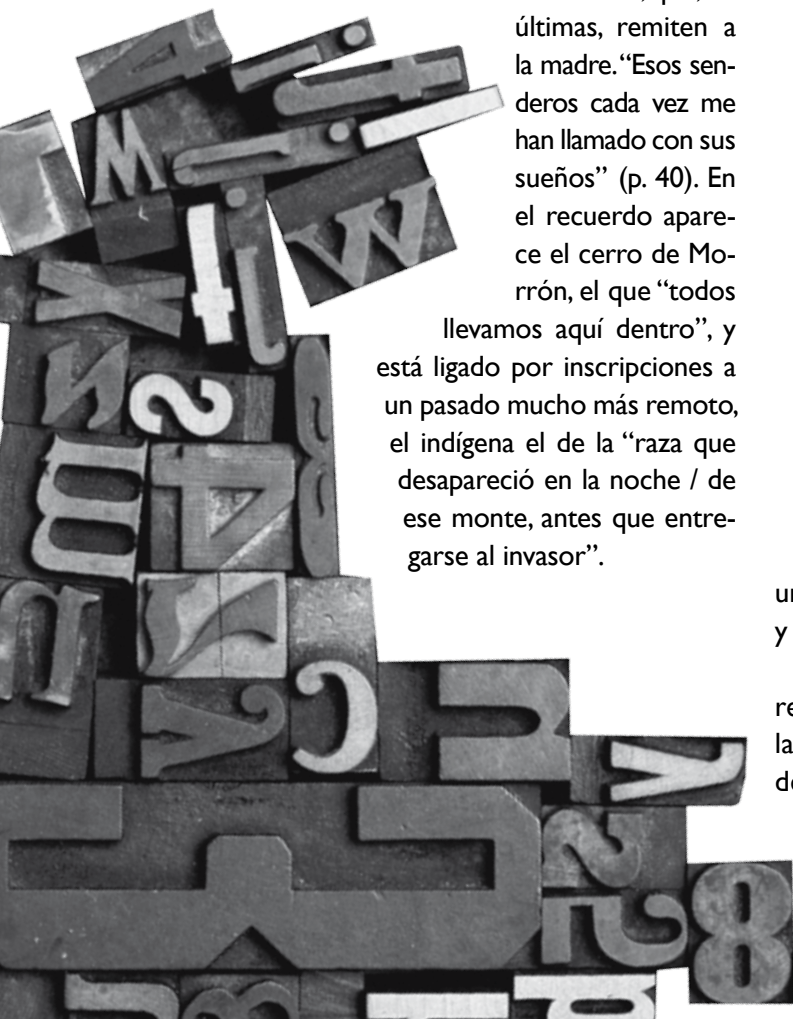 últimas, remiten a
la madre. “Esos sen-
deros cada vez me
han llamado con sus
sueños” (p. 40). En
el recuerdo apare-
ce el cerro de Mo-
rrón, el que “todos
llevamos aquí dentro”, y
está ligado por inscripciones a
un pasado mucho más remoto,
el indígena el de la “raza que
desapareció en la noche / de
ese monte, antes que entre-
garse al invasor”.
y
la